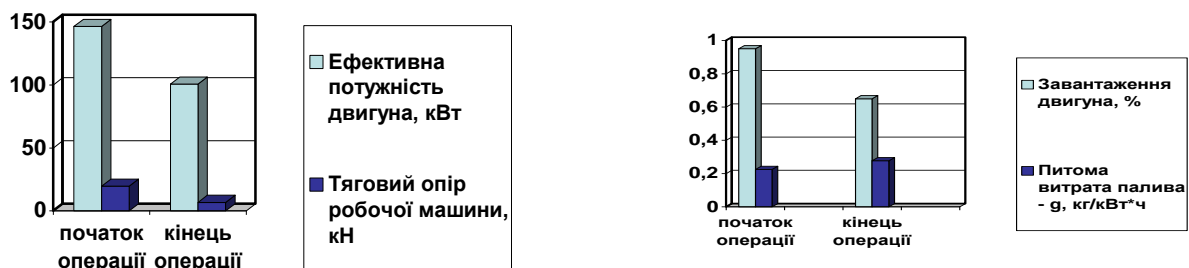 150
100
50
0
початок
операції
кінець
операції
Ефективна
потужність
двигуна, кВт
Тяговий опір
робочої машини,
кН
1
0,8
0,6
0,4
0,2
0
початок
операції
кінець
операції
Завантаження
двигуна, %
Питома
витрата палива
- g, кг/кВт*ч